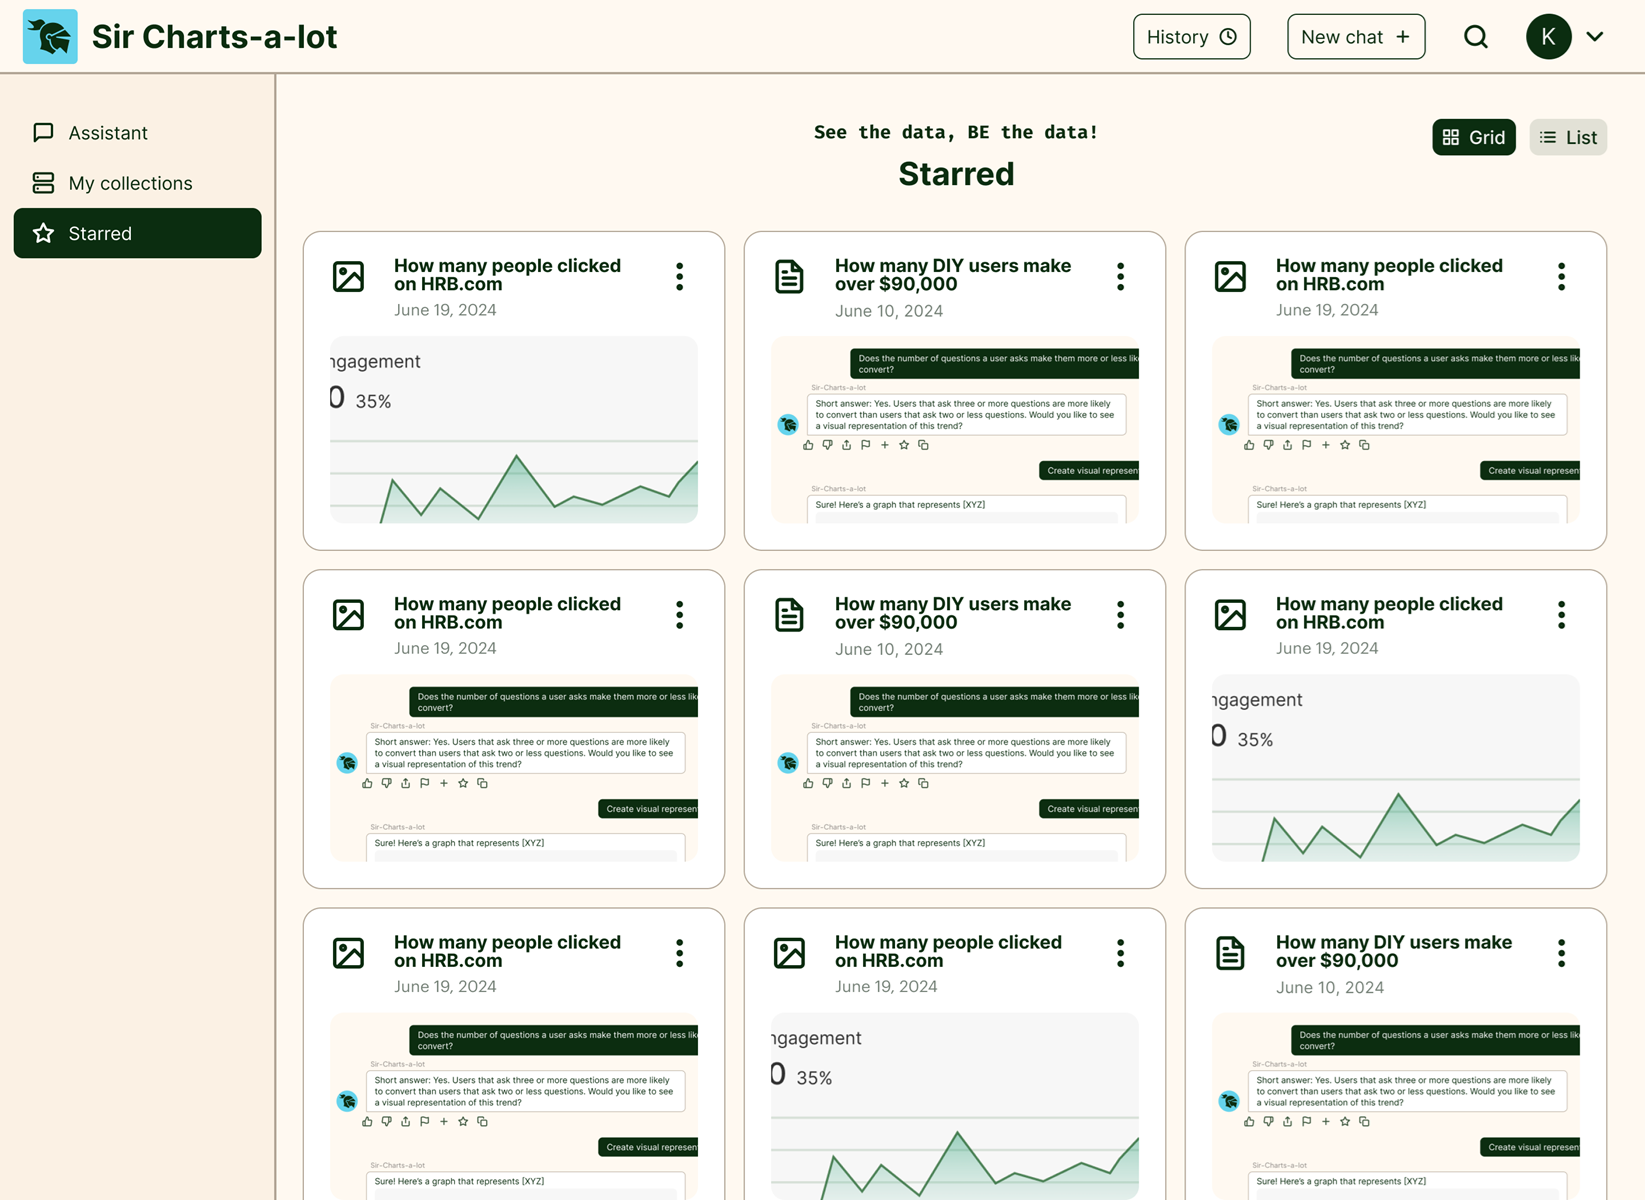 Sir Charts-a-lot
History
New chat
K
Assistant
My collections
Starred
See the data, BE the data!
Starred
Grid
List
How many people clicked
on HRB.com
June 19, 2024
ngagement
0 35%
How many DIY users make
over $90,000
June 10, 2024
Does the number of questions a user asks make them more or less lik
convert?
Sir-Charts-a-lot
Short answer: Yes. Users that ask three or more questions are more likely
to convert than users that ask two or less questions. Would you like to see
a visual representation of this trend?
Create visual represen
Sir-Charts-a-lot
Sure! Here's a graph that represents [XYZ]
How many people clicked
on HRB.com
June 19, 2024
Does the number of questions a user asks make them more or less lik
convert?
Sir-Charts-a-lot
Short answer: Yes. Users that ask three or more questions are more likely
to convert than users that ask two or less questions. Would you like to see
a visual representation of this trend?
Create visual represen
Sir-Charts-a-lot
Sure! Here's a graph that represents [XYZ]
How many people clicked
on HRB.com
June 19, 2024
Does the number of questions a user asks make them more or less lik
convert?
Sir-Charts-a-lot
Short answer: Yes. Users that ask three or more questions are more likely
to convert than users that ask two or less questions. Would you like to see
a visual representation of this trend?
Create visual represen
Sir-Charts-a-lot
Sure! Here's a graph that represents [XYZ]
How many DIY users make
over $90,000
June 10, 2024
Does the number of questions a user asks make them more or less lik
convert?
Sir-Charts-a-lot
Short answer: Yes. Users that ask three or more questions are more likely
to convert than users that ask two or less questions. Would you like to see
a visual representation of this trend?
Create visual represen
Sir-Charts-a-lot
Sure! Here's a graph that represents [XYZ]
How many people clicked
on HRB.com
June 19, 2024
ngagement
0 35%
How many people clicked
on HRB.com
June 19, 2024
Does the number of questions a user asks make them more or less lik
convert?
Sir-Charts-a-lot
Short answer: Yes. Users that ask three or more questions are more likely
to convert than users that ask two or less questions. Would you like to see
a visual representation of this trend?
Create visual represen
Sir-Charts-a-lot
Sure! Here's a graph that represents [XYZ]
How many people clicked
on HRB.com
June 19, 2024
ngagement
0 35%
How many DIY users make
over $90,000
June 10, 2024
Does the number of questions a user asks make them more or less lik
convert?
Sir-Charts-a-lot
Short answer: Yes. Users that ask three or more questions are more likely
to convert than users that ask two or less questions. Would you like to see
a visual representation of this trend?
Create visual represen
Sir-Charts-a-lot
Sure! Here's a graph that represents [XYZ]